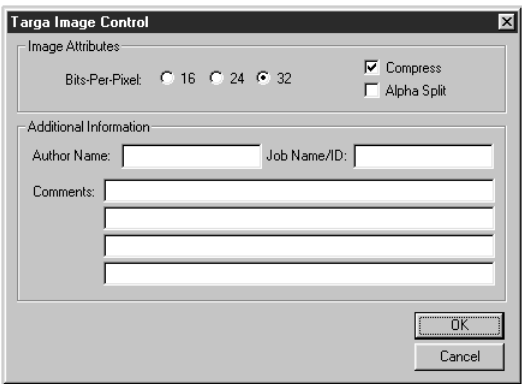 Targa Image Control
Image Attributes
Bits-Per-Pixel: 16 24 32
Compress
Alpha Split
Additional Information
Author Name: Job Name/ID:
Comments:
OK
Cancel